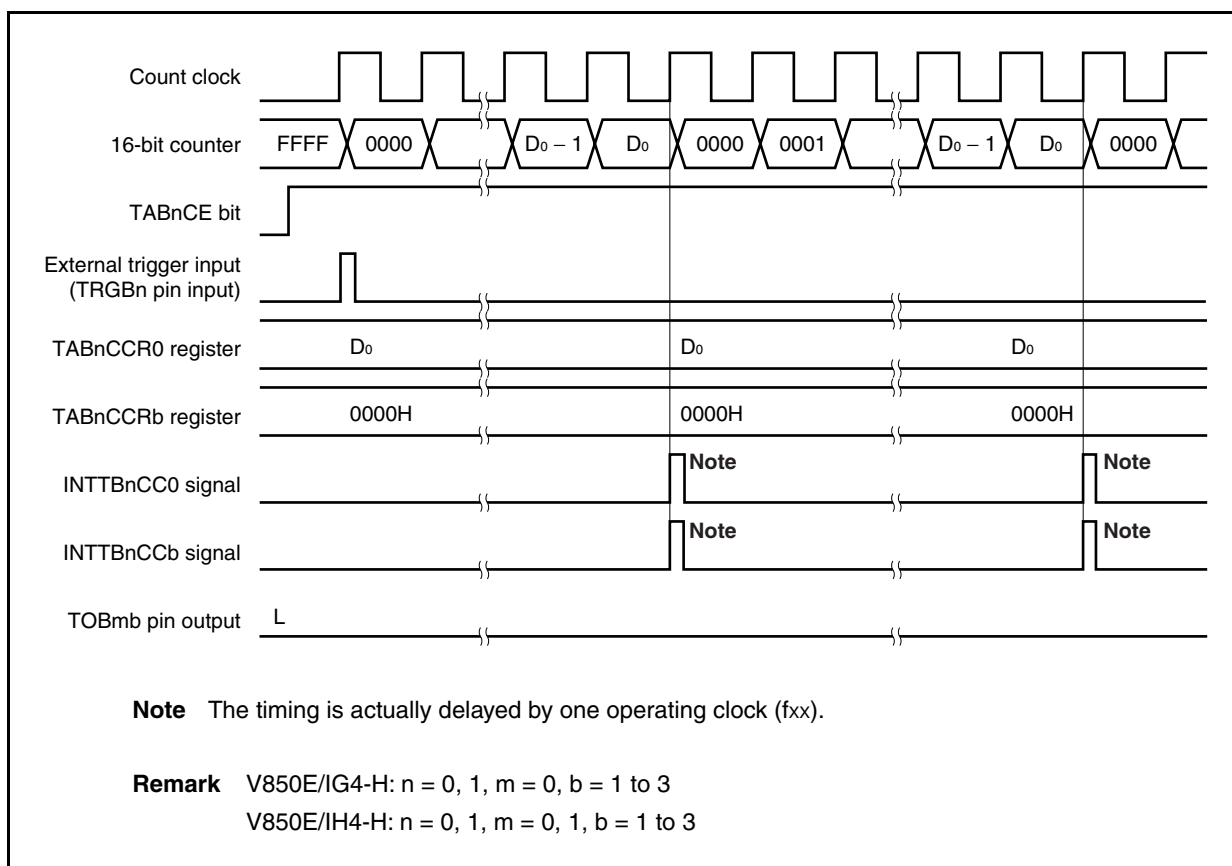 Count clock
16-bit counter FFFF 0000 D0 − 1 D0 0000 0001 D0 − 1 D0 0000
TABnCE bit
External trigger input
(TRGBn pin input)
TABnCCR0 register D0 D0 D0
TABnCCRb register 0000H 0000H 0000H
INTTBnCC0 signal Note Note
INTTBnCCb signal Note Note
TOBmb pin output L
Note The timing is actually delayed by one operating clock (fxx).
Remark V850E/IG4-H: n = 0, 1, m = 0, b = 1 to 3
V850E/IH4-H: n = 0, 1, m = 0, 1, b = 1 to 3